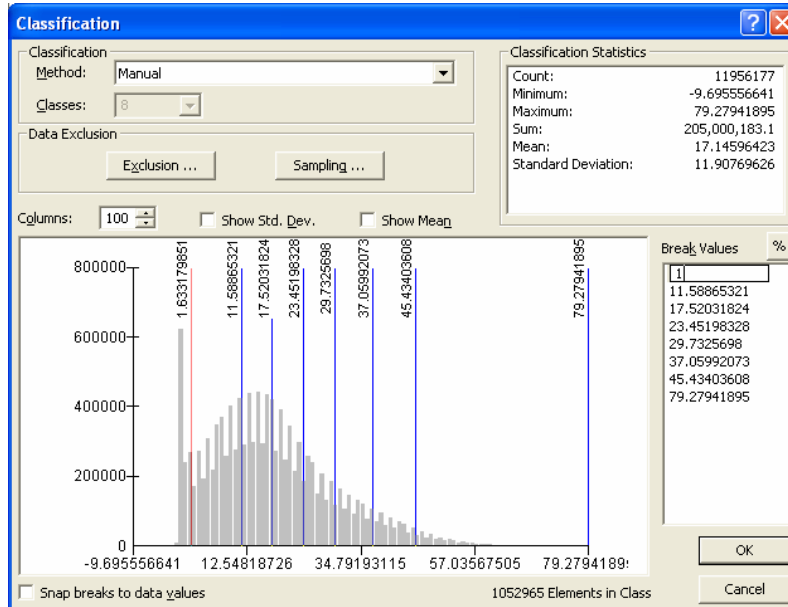 Classification
Classification
Method: Manual
Classes: 8
Data Exclusion
Exclusion ... Sampling ...
Classification Statistics
Count: 11956177
Minimum: -9.695556641
Maximum: 79.27941895
Sum: 205,000,183.1
Mean: 17.14596423
Standard Deviation: 11.90769626
Columns: 100 Show Std. Dev. Show Mean
Break Values %
1
11.58865321
17.52031824
23.45198328
29.7325698
37.05992073
45.43403608
79.27941895
1.633179851
11.58865321
17.52031824
23.45198328
29.7325698
37.05992073
45.43403608
79.27941895
800000
600000
400000
200000
0
-9.695556641 12.54818726 34.79193115 57.03567505 79.2794189
OK
Snap breaks to data values 1052965 Elements in Class Cancel